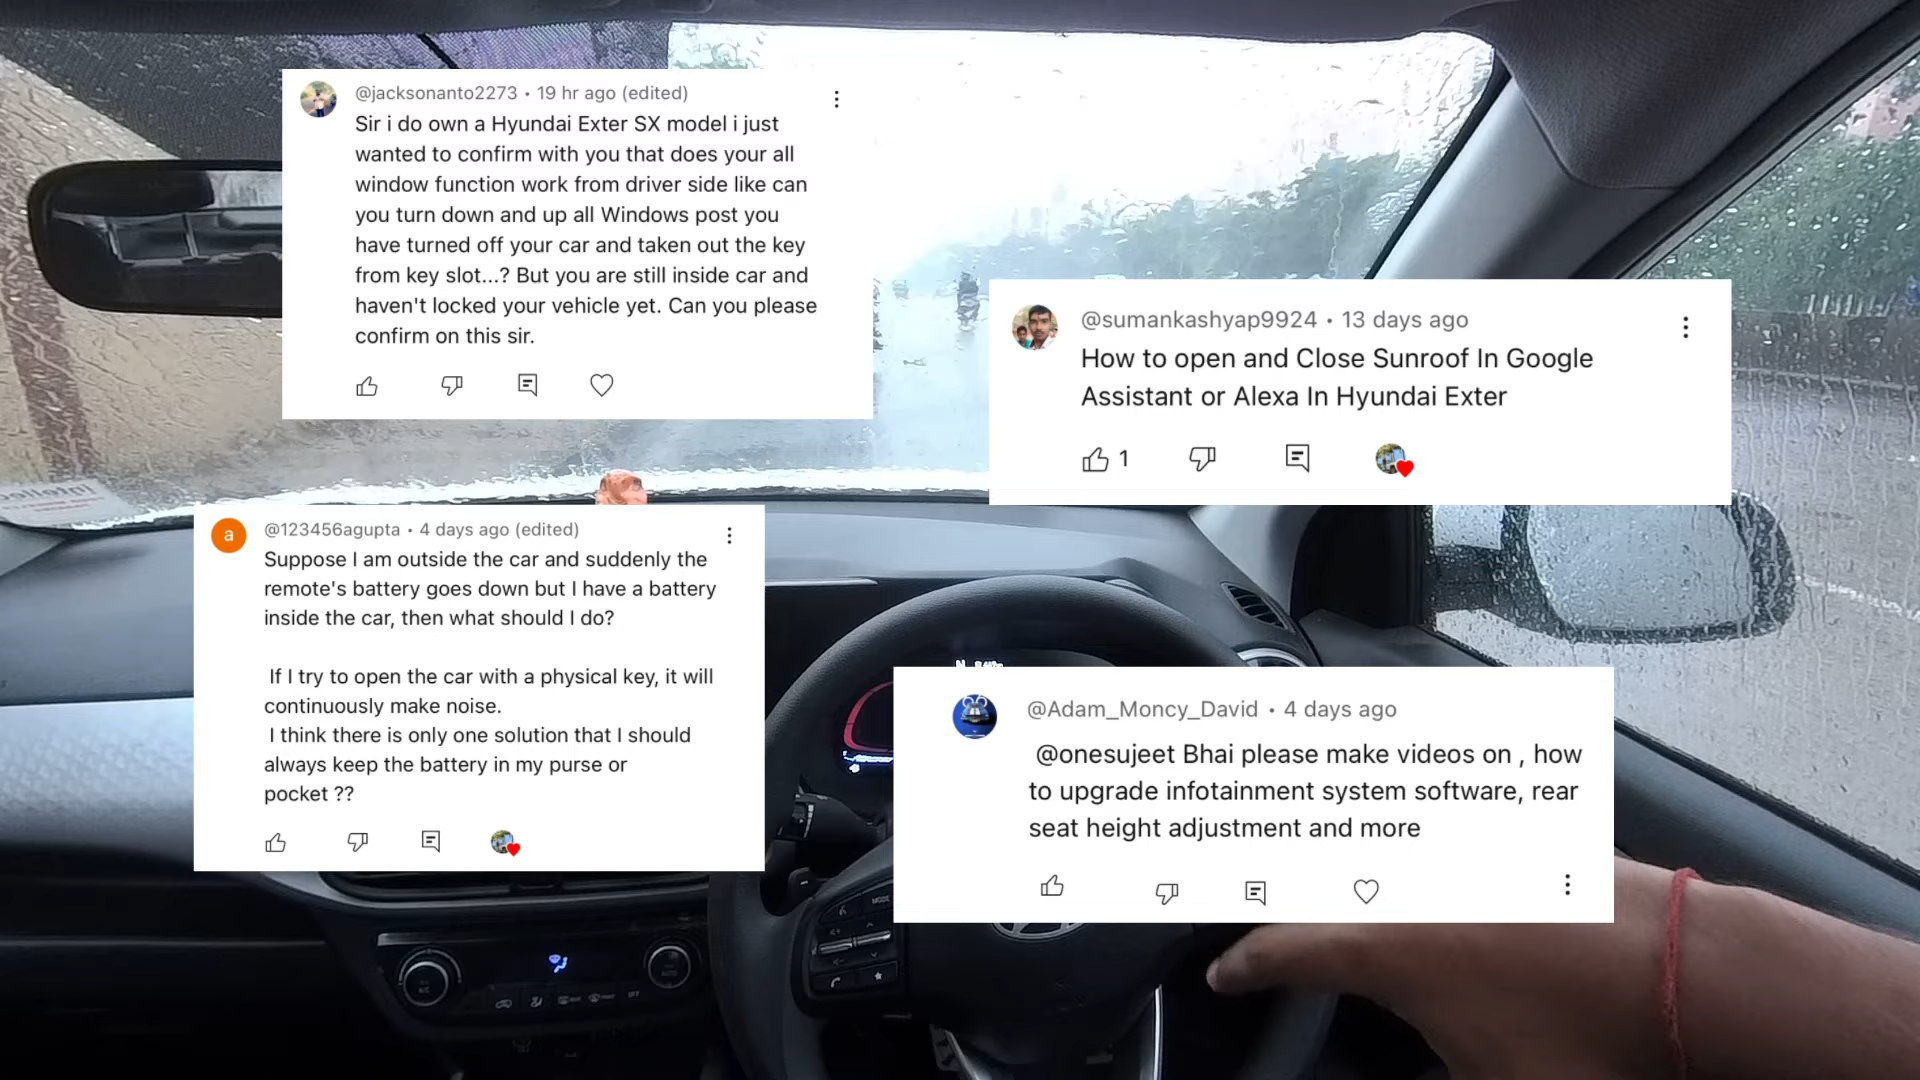 @jacksonanto2273 • 19 hr ago (edited)
Sir i do own a Hyundai Exter SX model i just
wanted to confirm with you that does your all
window function work from driver side like can
you turn down and up all Windows post you
have turned off your car and taken out the key
from key slot...? But you are still inside car and
haven't locked your vehicle yet. Can you please
confirm on this sir.
@sumankashyap9924 • 13 days ago
How to open and Close Sunroof In Google
Assistant or Alexa In Hyundai Exter
1
a
@123456agupta • 4 days ago (edited)
Suppose I am outside the car and suddenly the
remote's battery goes down but I have a battery
inside the car, then what should I do?
If I try to open the car with a physical key, it will
continuously make noise.
I think there is only one solution that I should
always keep the battery in my purse or
pocket ??
@Adam_Moncy_David • 4 days ago
@onesujeet Bhai please make videos on , how
to upgrade infotainment system software, rear
seat height adjustment and more
MODE
A/C
AUTO
OFF